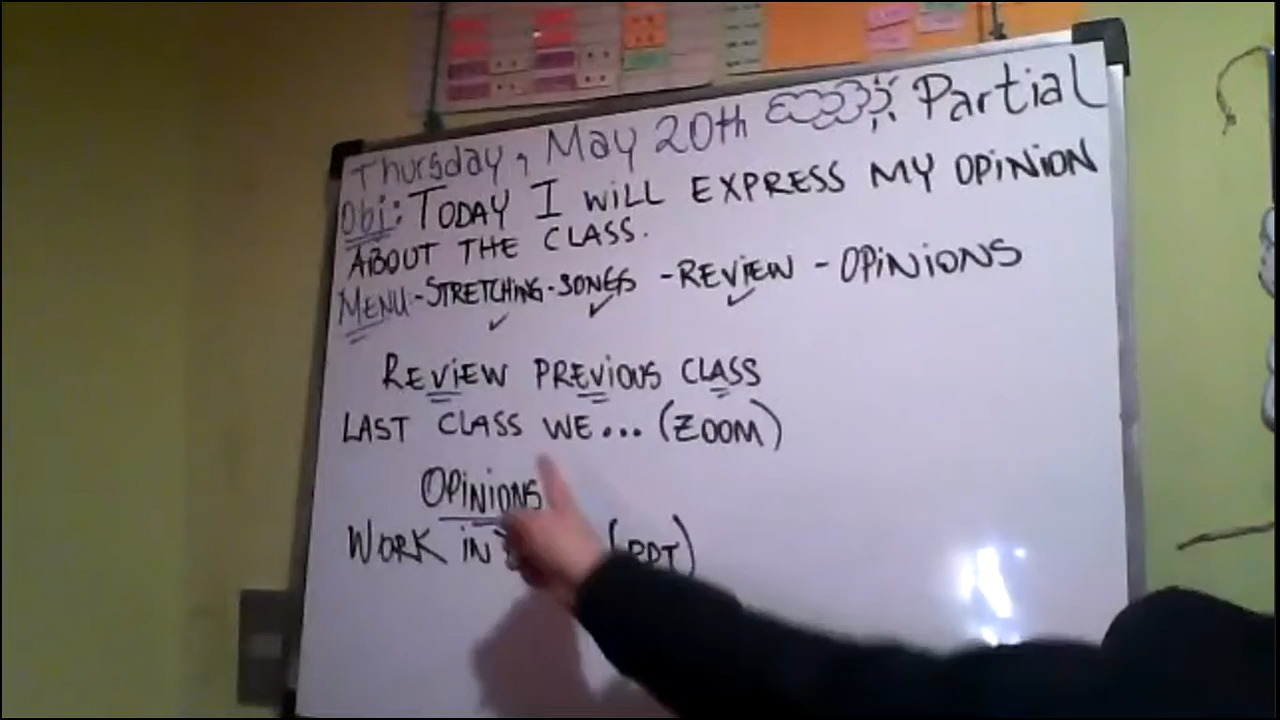 Thursday, May 20th Partial
Obj: TODAY I WILL EXPRESS MY OPINION
ABOUT THE CLASS.
MENU - STRETCHING - SONGS - REVIEW - OPINIONS
REVIEW PREVIOUS CLASS
LAST CLASS WE... (ZOOM)
OPINIONS
WORK IN (PPT)